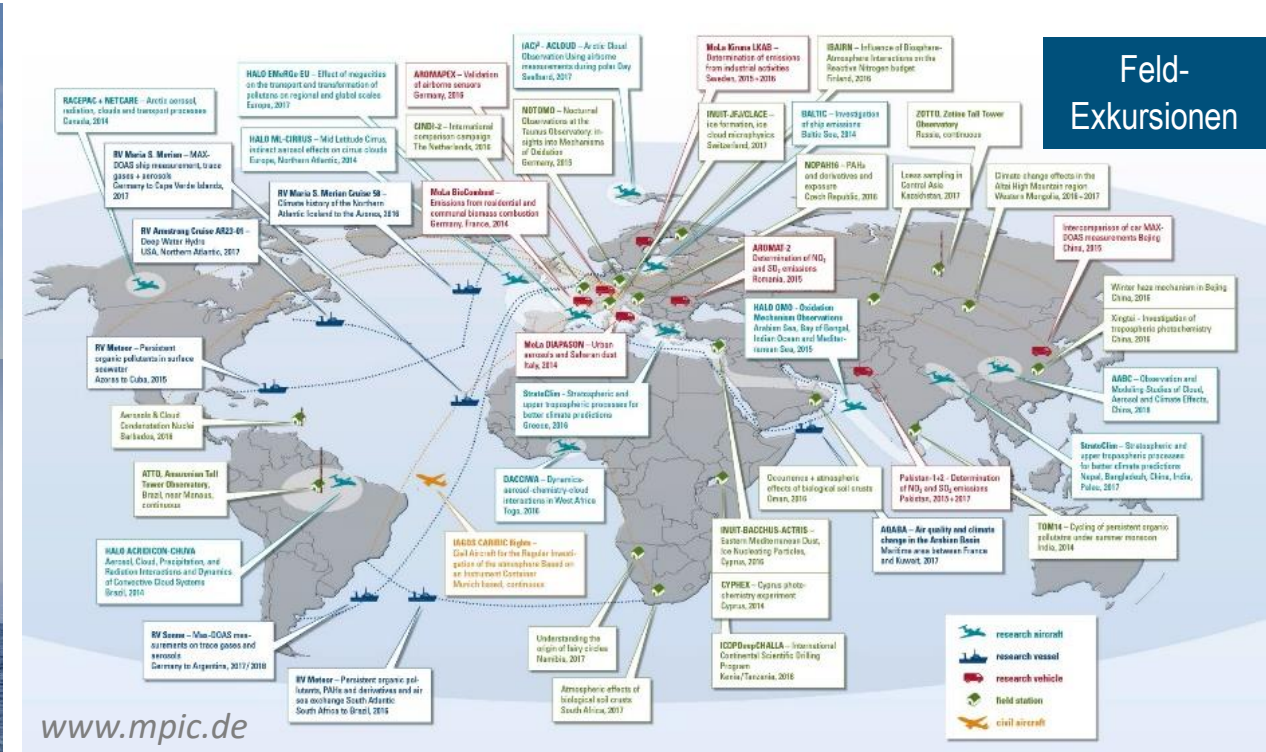 Feld-
Exkursionen
RACEPAC + NETCARE – Arctic aerosol,
radiation, clouds and transport processes
Canada, 2014
HALO EMeRGe EU – Effect of megacities
on the transport and transformation of
pollutans on regional and global scales
Europe, 2017
AROMAPEX – Validation
of airborne sensors
Germany, 2016
(AC)³ - ACLOUD – Arctic Cloud
Observation Using airborne
measurements during polar Day
Svalbard, 2017
MoLa Kiruna LKAB –
Determination of emissions
from industrial activities
Sweden, 2015+2016
IBAIRN – Influence of Biosphere-
Atmosphere Interactions on the
Reactive Nitrogen budget
Finland, 2016
HALO ML-CIRRUS – Mid Latitude Cirrus,
indirect aerosol effects on cirrus clouds
Europe, Northern Atlantic, 2014
CINDI-2 – International
comparison campaign
The Netherlands, 2016
NOTOMO – Nocturnal
Observations at the
Taunus Observatory: in-
sights into Mechanisms
of Oxidation
Germany, 2015
INUIT-JFJ/CLACE –
ice formation, ice
cloud microphysics
Switzerland, 2017
BALTIC – Investigation
of ship emissions
Baltic Sea, 2014
ZOTTO, Zotino Tall Tower
Observatory
Russia, continuous
RV Maria S. Merian – MAX-
DOAS ship measurement, trace
gases + aerosols
Germany to Cape Verde Islands,
2017
RV Maria S. Merian Cruise 58 –
Climate history of the Northern
Atlantic Iceland to the Azores, 2016
MoLa BioCombust –
Emissions from residential and
communal biomass combustion
Germany, France, 2014
NOPAH16 – PAHs
and derivatives and
exposure
Czech Republic, 2016
Loess sampling in
Central Asia
Kazakhstan, 2017
Climate change effects in the
Altai High Mountain region
Western Mongulia, 2016+2017
RV Armstrong Cruise AR23-01 –
Deep Water Hydro
USA, Northern Atlantic, 2017
AROMAT-2
Determination of NO₂
and SO₂ emissions
Romania, 2015
Intercomparison of car MAX-
DOAS measurements Bejing
China, 2015
Winter haze mechanism in Bejing
China, 2016
HALO OMO - Oxidation
Mechanism Observations
Arabian Sea, Bay of Bengal,
Indian Ocean and Mediter-
ranean Sea, 2015
Xingtai – Investigation of
tropospheric photochemistry
China, 2016
RV Meteor – Persistent
organic pollutants in surface
seawater
Azores to Cuba, 2015
MoLa DIAPASON – Urban
aerosols and Saharan dust
Italy, 2014
AABC – Observation and
Modeling Studies of Cloud,
Aerosol and Climate Effects,
China, 2018
StratoClim – Stratospheric and
upper tropospheric processes for
better climate predictions
Greece, 2016
Aerosols & Cloud
Condensation Nuclei
Barbados, 2016
StratoClim – Stratospheric and
upper tropospheric processes
for better climate predictions
Nepal, Bangladesh, China, India,
Palau, 2017
ATTO, Amazonian Tall
Tower Observatory,
Brazil, near Manaus,
continuous
DACCIWA – Dynamics-
aerosol-chemistry-cloud
interactions in West Africa
Togo, 2016
Occurrence + atmospheric
effects of biological soil crusts
Oman, 2016
Pakistan-1+2 - Determination
of NO₂ and SO₂ emissions
Pakistan, 2015+2017
INUIT-BACCHUS-ACTRIS –
Eastern Mediterranean Dust,
Ice Nucleating Particles,
Cyprus, 2016
AQABA – Air quality and climate
change in the Arabian Basin
Maritime area between France
and Kuwait, 2017
TOM14 – Cycling of persistent organic
pollutatns under summer monsoon
India, 2014
IAGOS CARIBIC flights –
Civil Aircraft for the Regular Investi-
gation of the atmosphere Based on
an Instrument Container
Munich based, continuous
HALO ACRIDICON-CHUVA
Aerosol, Cloud, Precipitation, and
Radiation Interactions and Dynamics
of Convective Cloud Systems
Brazil, 2014
CYPHEX – Cyprus photo-
chemistry experiment
Cyprus, 2014
RV Sonne – Max-DOAS mea-
surements on trace gases and
aerosols
Germany to Argentina, 2017/2018
Understanding the
origin of fairy circles
Namibia, 2017
ICDPDeepCHALLA – International
Continental Scientific Drilling
Program
Kenia/Tanzania, 2016
RV Meteor – Persistent organic pol-
lutants, PAHs and derivatives and air
sea exchange South Atlantic
South Africa to Brazil, 2016
Atmospheric effects of
biological soil crusts
South Africa, 2017
research aircraft
research vessel
research vehicle
field station
civil aircraft
www.mpic.de